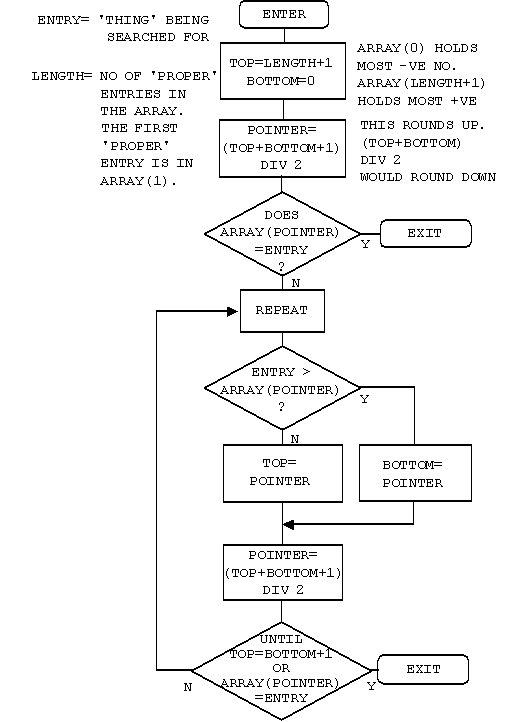 ENTER
ENTRY= 'THING' BEING
SEARCHED FOR
TOP=LENGTH+1
BOTTOM=0
ARRAY(0) HOLDS
MOST -VE NO.
ARRAY(LENGTH+1)
HOLDS MOST +VE
LENGTH= NO OF 'PROPER'
ENTRIES IN
THE ARRAY.
THE FIRST
'PROPER'
ENTRY IS IN
ARRAY(1).
POINTER=
(TOP+BOTTOM+1)
DIV 2
THIS ROUNDS UP.
(TOP+BOTTOM)
DIV 2
WOULD ROUND DOWN
DOES
ARRAY(POINTER)
=ENTRY
?
Y
EXIT
N
REPEAT
ENTRY >
ARRAY(POINTER)
?
Y
N
TOP=
POINTER
BOTTOM=
POINTER
POINTER=
(TOP+BOTTOM+1)
DIV 2
UNTIL
TOP=BOTTOM+1
OR
ARRAY(POINTER)
=ENTRY
N
Y
EXIT